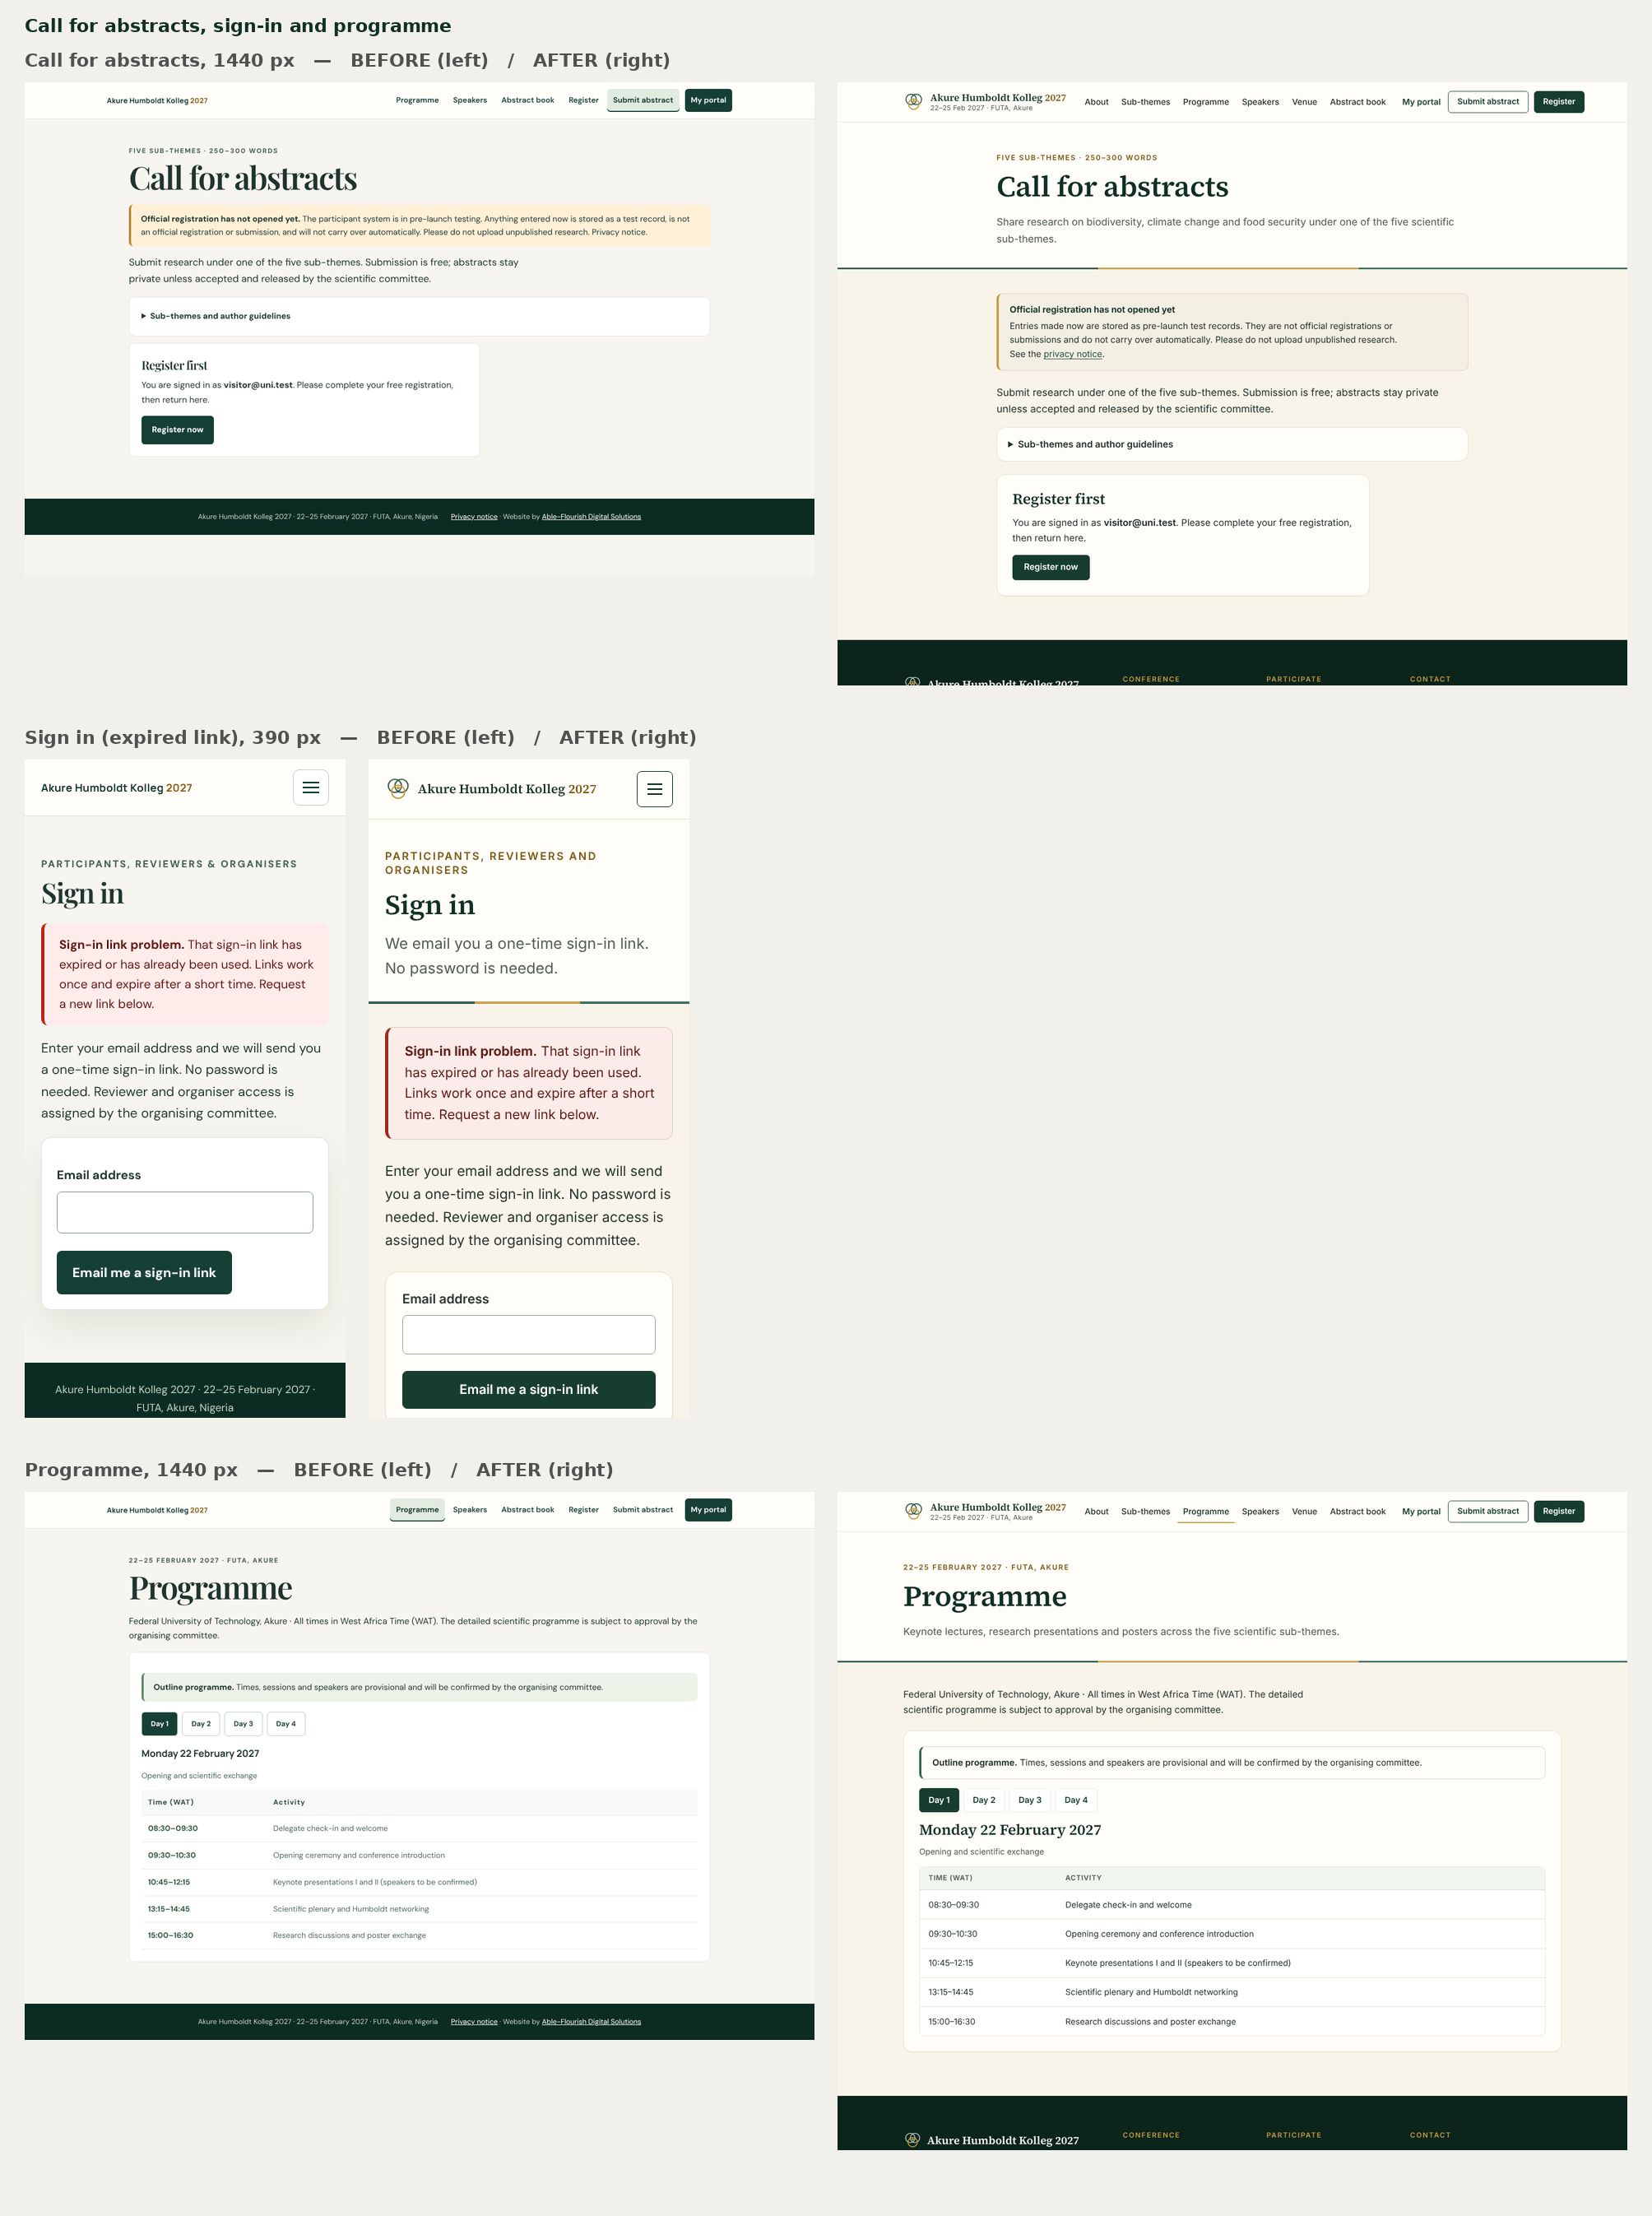 Call for abstracts, sign-in and programme
Call for abstracts, 1440 px — BEFORE (left) / AFTER (right)
Akure Humboldt Kolleg 2027
Programme Speakers Abstract book Register Submit abstract My portal
FIVE SUB-THEMES · 250–300 WORDS
Call for abstracts
Official registration has not opened yet. The participant system is in pre-launch testing. Anything entered now is stored as a test record, is not
an official registration or submission, and will not carry over automatically. Please do not upload unpublished research. Privacy notice.
Submit research under one of the five sub-themes. Submission is free; abstracts stay
private unless accepted and released by the scientific committee.
▶ Sub-themes and author guidelines
Register first
You are signed in as visitor@uni.test. Please complete your free registration,
then return here.
Register now
Akure Humboldt Kolleg 2027 · 22–25 February 2027 · FUTA, Akure, Nigeria Privacy notice · Website by Able-Flourish Digital Solutions
Akure Humboldt Kolleg 2027
22–25 Feb 2027 · FUTA, Akure
About Sub-themes Programme Speakers Venue Abstract book My portal Submit abstract Register
FIVE SUB-THEMES · 250–300 WORDS
Call for abstracts
Share research on biodiversity, climate change and food security under one of the five scientific
sub-themes.
Official registration has not opened yet
Entries made now are stored as pre-launch test records. They are not official registrations or
submissions and do not carry over automatically. Please do not upload unpublished research.
See the privacy notice.
Submit research under one of the five sub-themes. Submission is free; abstracts stay private
unless accepted and released by the scientific committee.
▶ Sub-themes and author guidelines
Register first
You are signed in as visitor@uni.test. Please complete your free registration,
then return here.
Register now
Akure Humboldt Kolleg 2027 CONFERENCE PARTICIPATE CONTACT
Sign in (expired link), 390 px — BEFORE (left) / AFTER (right)
Akure Humboldt Kolleg 2027
PARTICIPANTS, REVIEWERS & ORGANISERS
Sign in
Sign-in link problem. That sign-in link has
expired or has already been used. Links work
once and expire after a short time. Request
a new link below.
Enter your email address and we will send you
a one-time sign-in link. No password is
needed. Reviewer and organiser access is
assigned by the organising committee.
Email address
Email me a sign-in link
Akure Humboldt Kolleg 2027 · 22–25 February 2027 ·
FUTA, Akure, Nigeria
Akure Humboldt Kolleg 2027
PARTICIPANTS, REVIEWERS AND
ORGANISERS
Sign in
We email you a one-time sign-in link.
No password is needed.
Sign-in link problem. That sign-in link
has expired or has already been used.
Links work once and expire after a short
time. Request a new link below.
Enter your email address and we will send
you a one-time sign-in link. No password is
needed. Reviewer and organiser access is
assigned by the organising committee.
Email address
Email me a sign-in link
Programme, 1440 px — BEFORE (left) / AFTER (right)
Akure Humboldt Kolleg 2027
Programme Speakers Abstract book Register Submit abstract My portal
22–25 FEBRUARY 2027 · FUTA, AKURE
Programme
Federal University of Technology, Akure · All times in West Africa Time (WAT). The detailed scientific programme is subject to approval by the
organising committee.
Outline programme. Times, sessions and speakers are provisional and will be confirmed by the organising committee.
Day 1 Day 2 Day 3 Day 4
Monday 22 February 2027
Opening and scientific exchange
Time (WAT) Activity
08:30–09:30 Delegate check-in and welcome
09:30–10:30 Opening ceremony and conference introduction
10:45–12:15 Keynote presentations I and II (speakers to be confirmed)
13:15–14:45 Scientific plenary and Humboldt networking
15:00–16:30 Research discussions and poster exchange
Akure Humboldt Kolleg 2027 · 22–25 February 2027 · FUTA, Akure, Nigeria Privacy notice · Website by Able-Flourish Digital Solutions
Akure Humboldt Kolleg 2027
22–25 Feb 2027 · FUTA, Akure
About Sub-themes Programme Speakers Venue Abstract book My portal Submit abstract Register
22–25 FEBRUARY 2027 · FUTA, AKURE
Programme
Keynote lectures, research presentations and posters across the five scientific sub-themes.
Federal University of Technology, Akure · All times in West Africa Time (WAT). The detailed
scientific programme is subject to approval by the organising committee.
Outline programme. Times, sessions and speakers are provisional and will be confirmed by the organising committee.
Day 1 Day 2 Day 3 Day 4
Monday 22 February 2027
Opening and scientific exchange
TIME (WAT) ACTIVITY
08:30–09:30 Delegate check-in and welcome
09:30–10:30 Opening ceremony and conference introduction
10:45–12:15 Keynote presentations I and II (speakers to be confirmed)
13:15–14:45 Scientific plenary and Humboldt networking
15:00–16:30 Research discussions and poster exchange
Akure Humboldt Kolleg 2027 CONFERENCE PARTICIPATE CONTACT